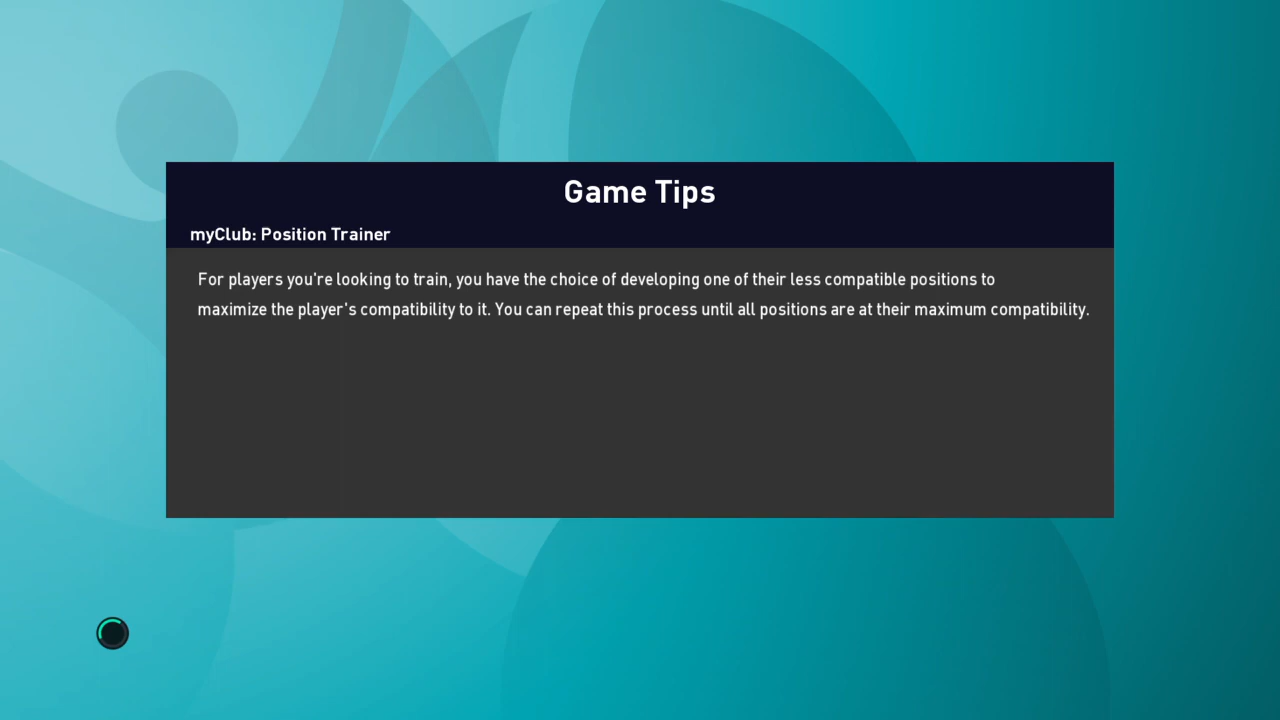 Game Tips
myClub: Position Trainer
For players you're looking to train, you have the choice of developing one of their less compatible positions to
maximize the player's compatibility to it. You can repeat this process until all positions are at their maximum compatibility.